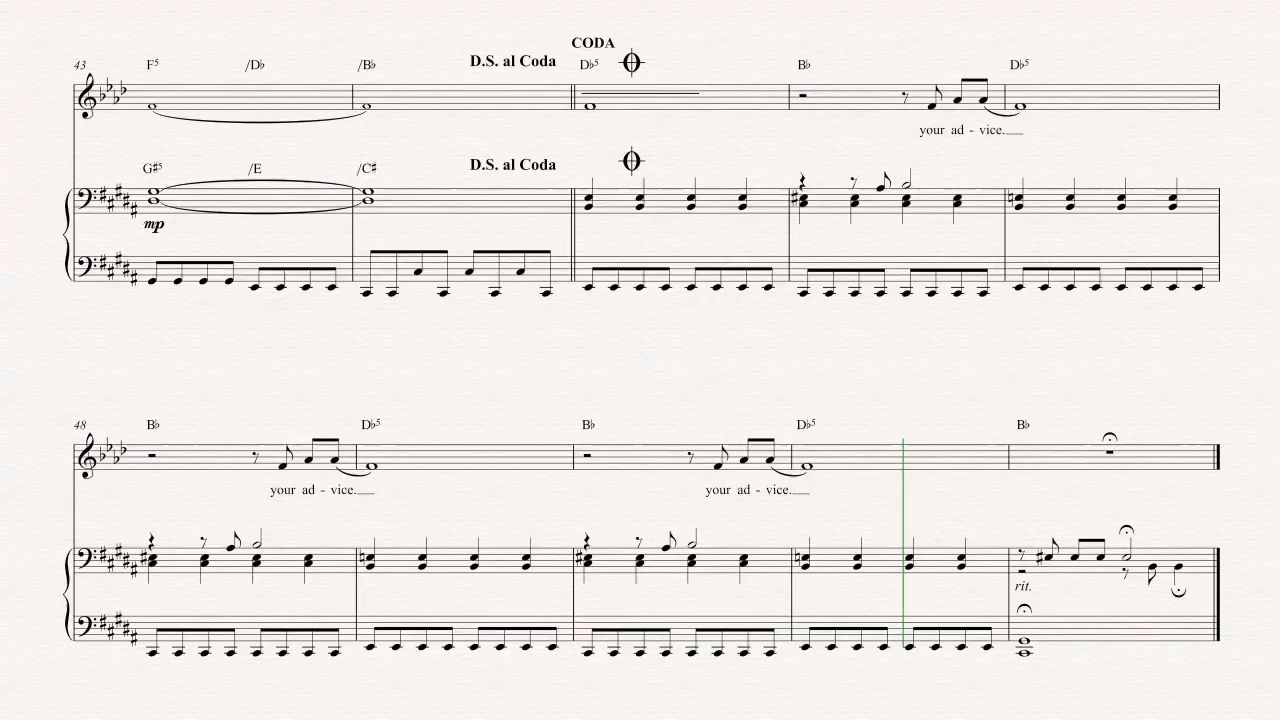 CODA
43 F5 /D♭ /B♭ D.S. al Coda D♭5 B♭ D♭5
your ad - vice.
G♯5 /E /C♯ D.S. al Coda
mp
48 B♭ D♭5 B♭ D♭5 B♭
your ad - vice. your ad - vice.
rit.